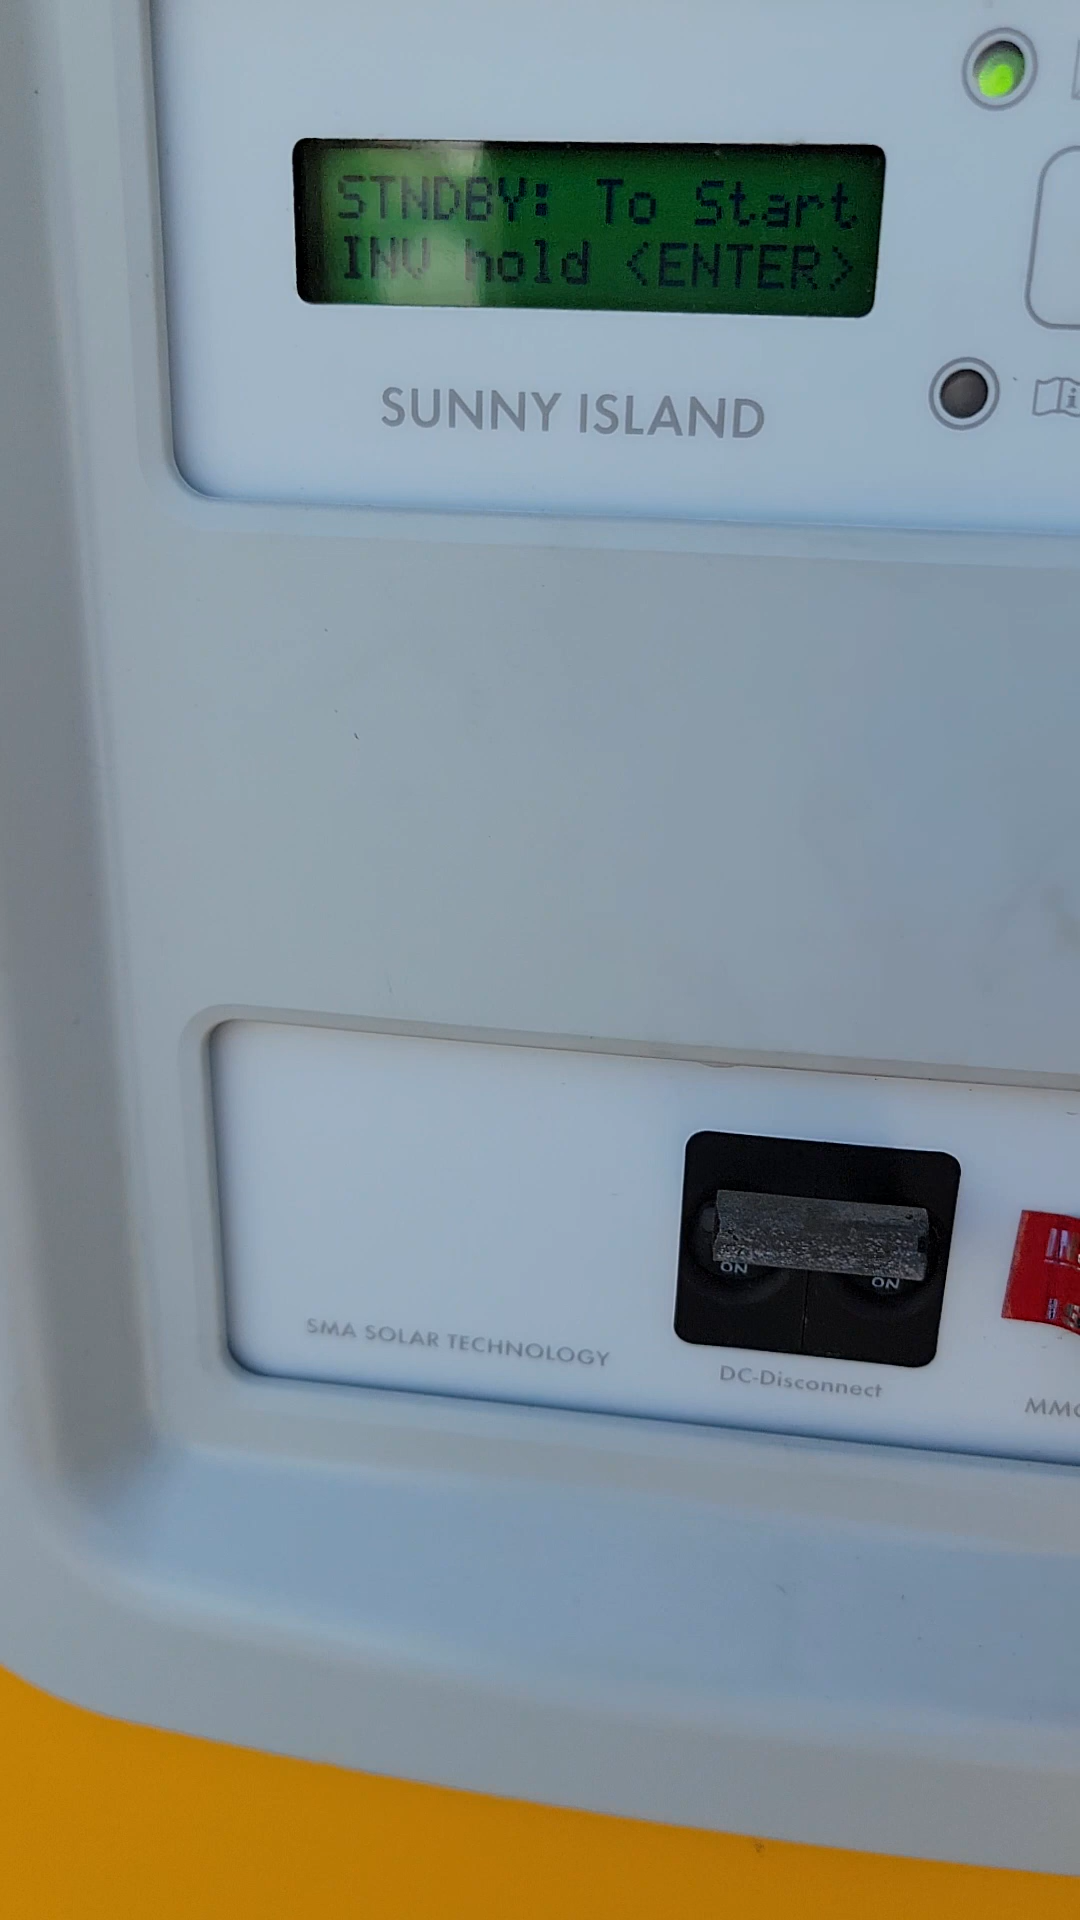 STNDBY: To Start
INV hold <ENTER>
SUNNY ISLAND
ON ON
SMA SOLAR TECHNOLOGY
DC-Disconnect